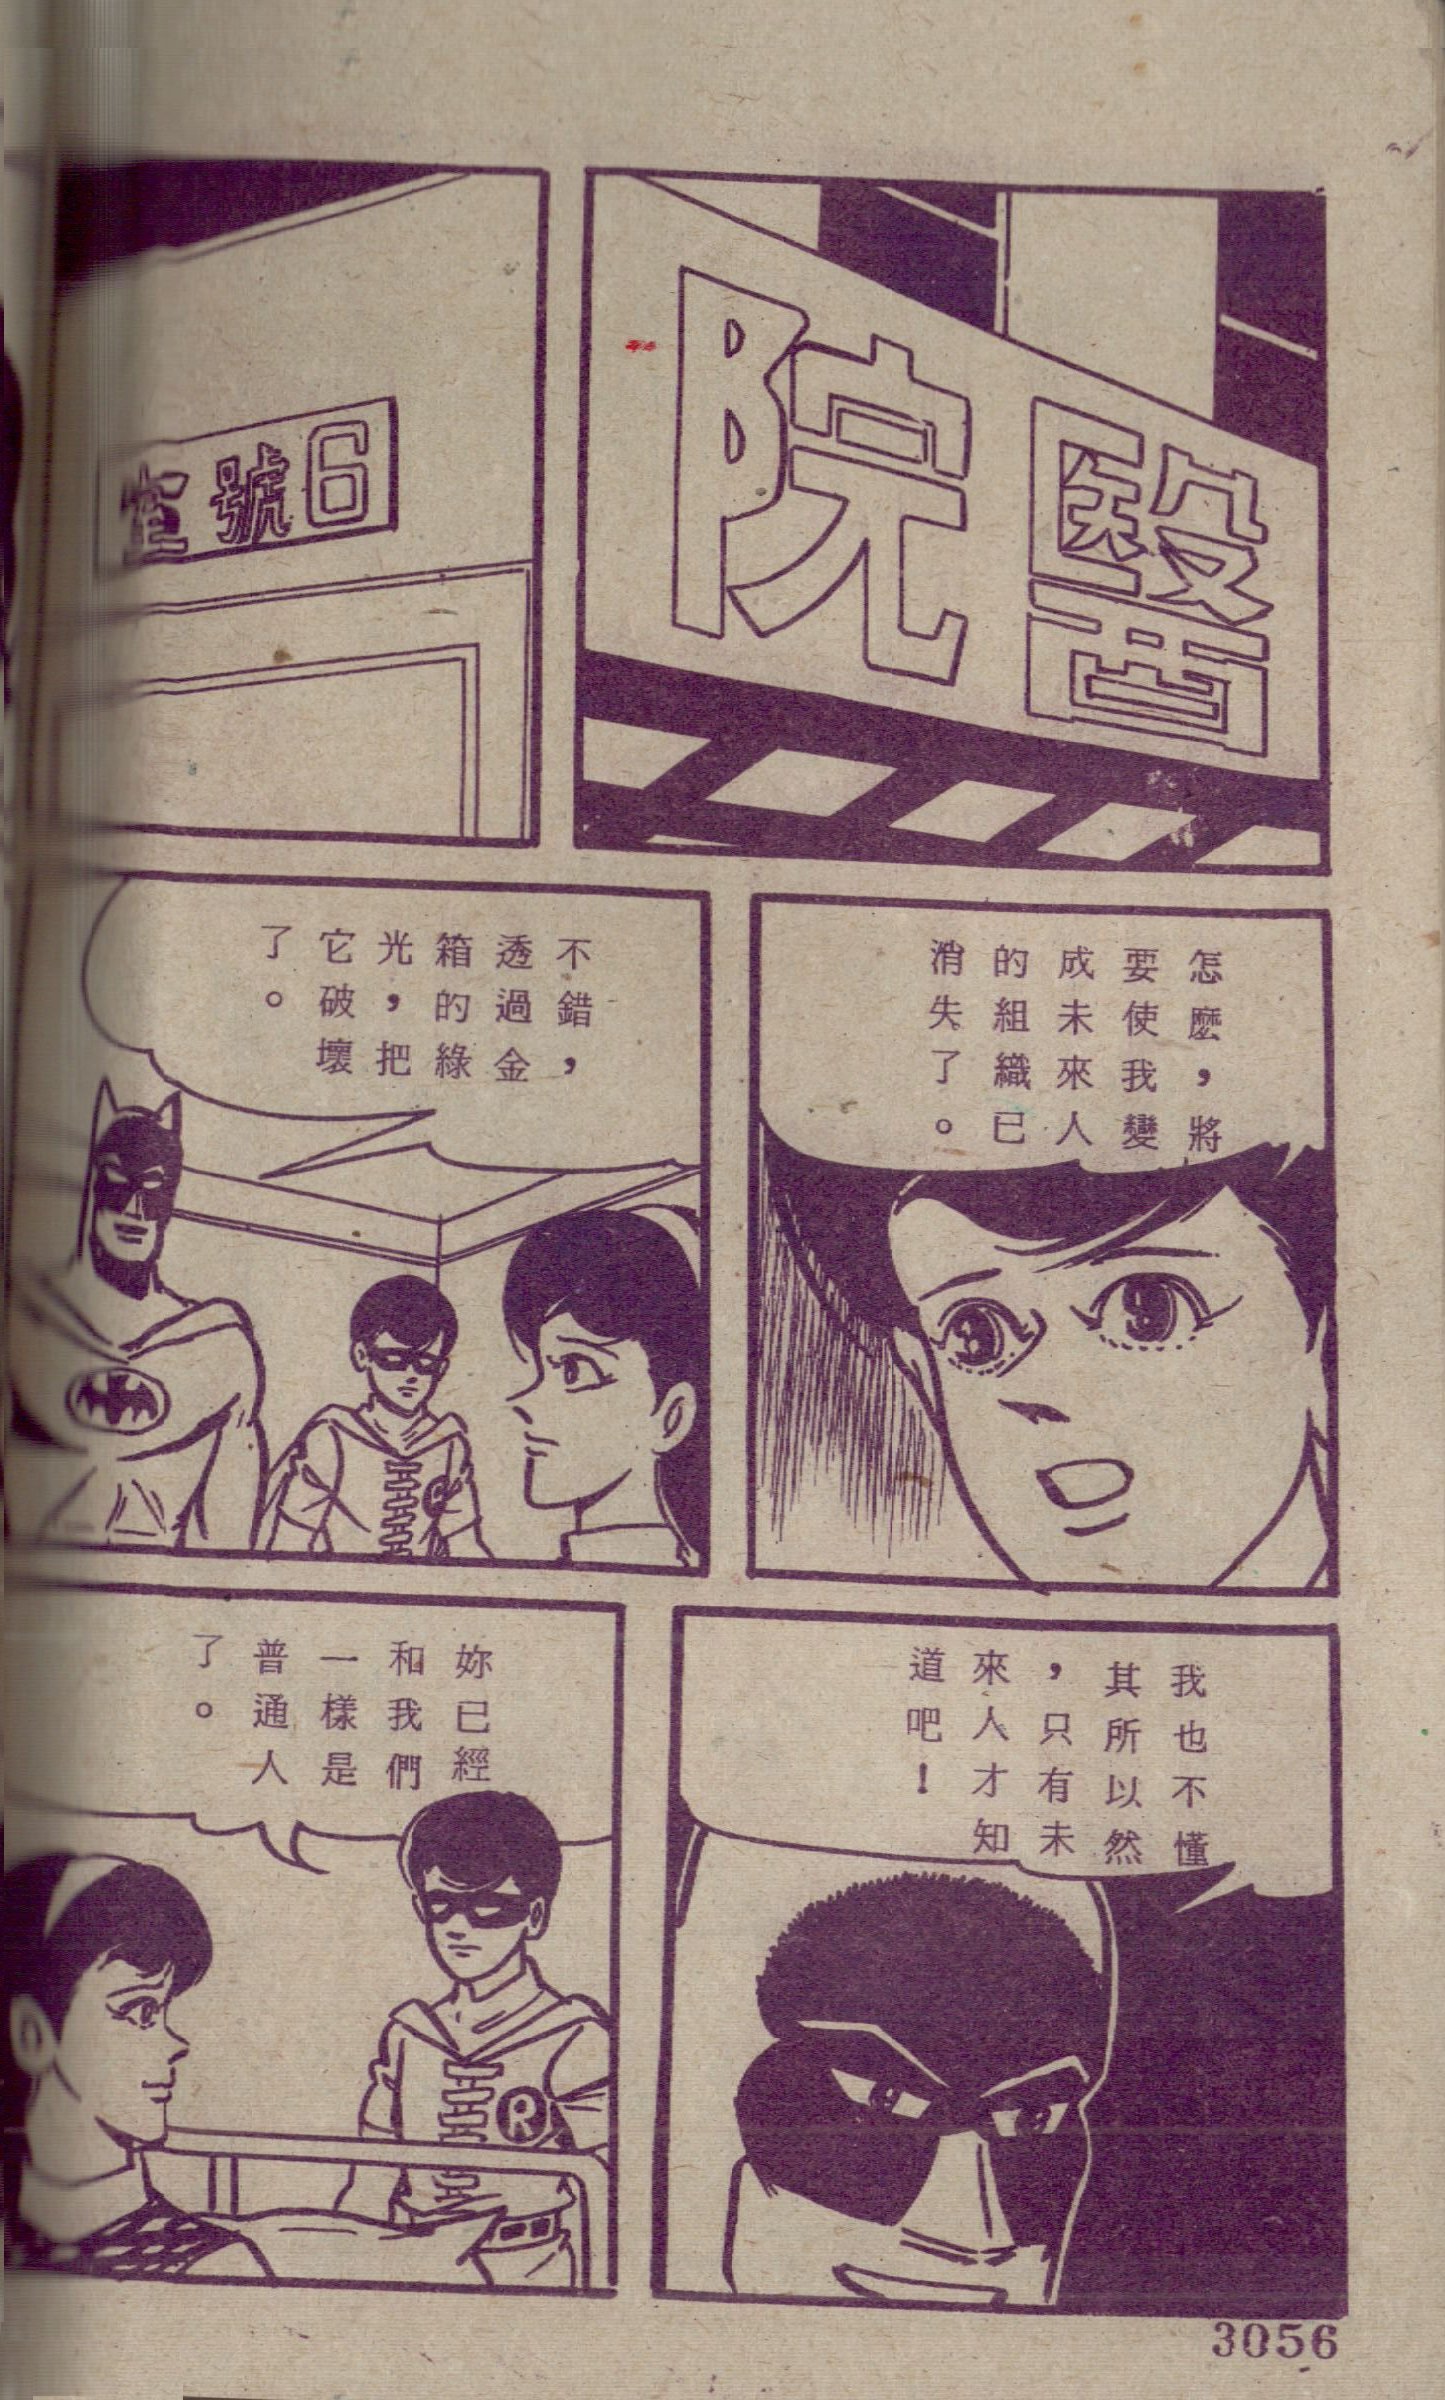 醫院
6號室
怎麼，將
要使我變
成未來人
的組織已
消失了。
不錯，
透過金
箱的綠
光，把
它破壞
了。
R
我也不懂
其所以然
，只有未
來人才知
道吧！
妳已經
和我們
一樣是
普通人
了。
R
3056